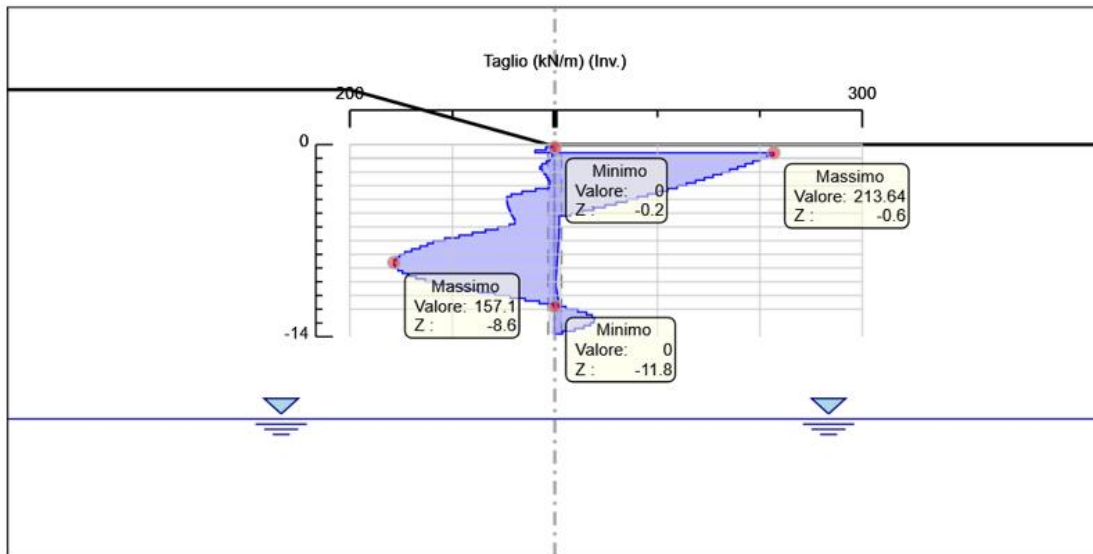 Taglio (kN/m) (Inv.)
200
300
0
Minimo
Valore: 0
Z : -0.2
Massimo
Valore: 213.64
Z : -0.6
Massimo
Valore: 157.1
Z : -8.6
Minimo
Valore: 0
Z : -11.8
-14